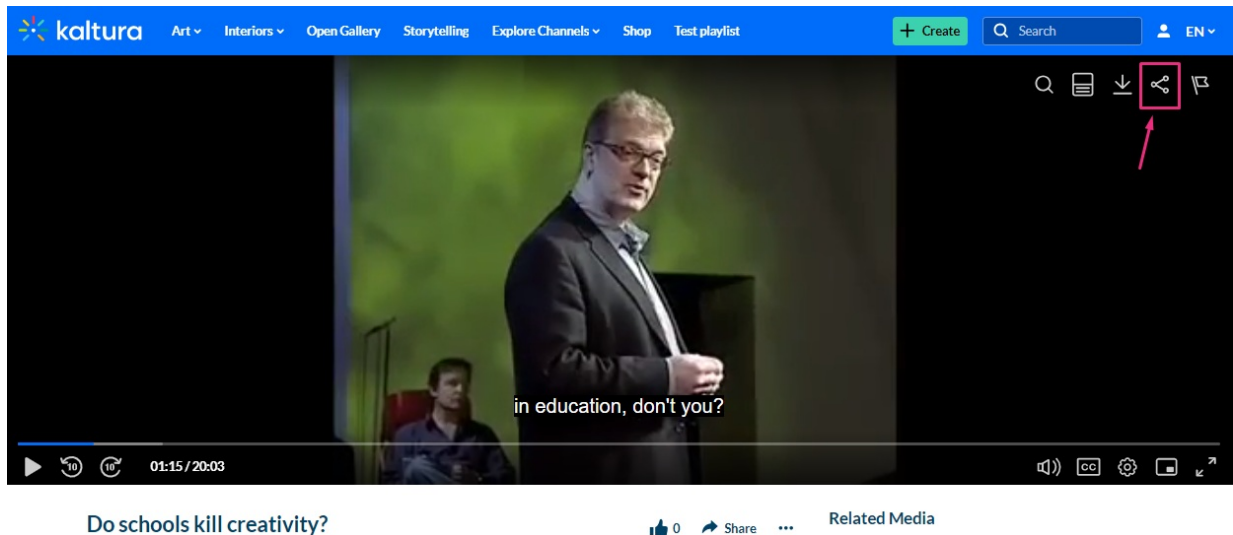 kaltura Art Interiors Open Gallery Storytelling Explore Channels Shop Test playlist + Create Search EN
in education, don't you?
10 10 01:15 / 20:03 CC
Do schools kill creativity? 0 Share ... Related Media